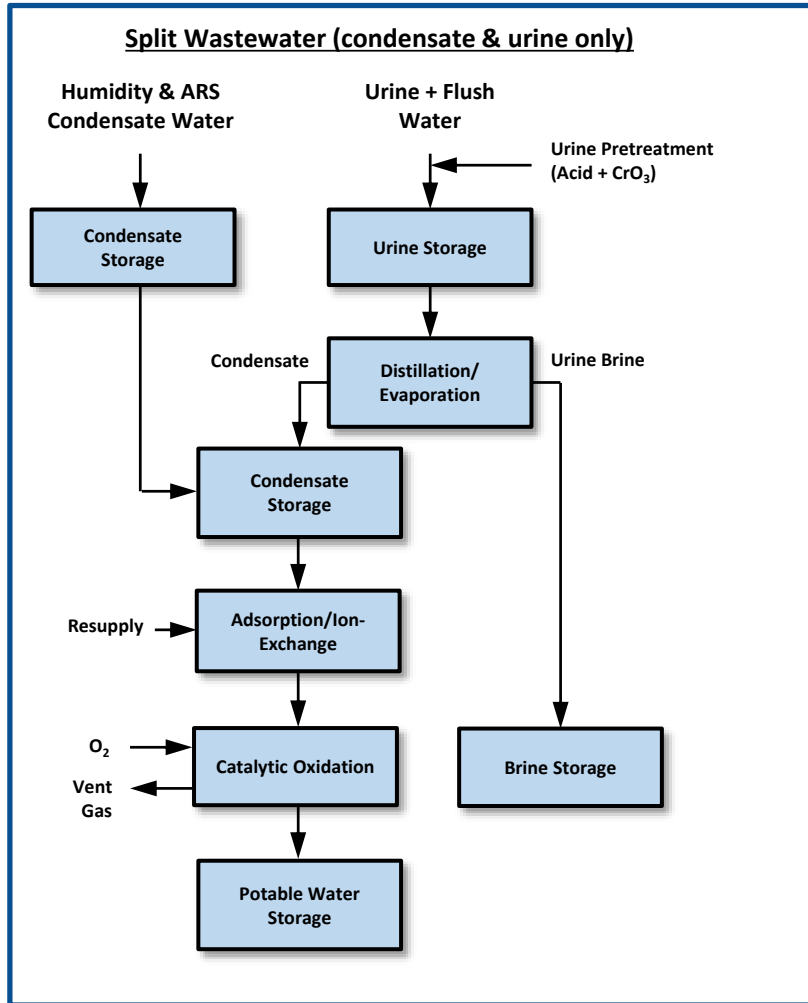 Split Wastewater (condensate & urine only)
Humidity & ARS
Condensate Water
Urine + Flush
Water
Urine Pretreatment
(Acid + CrO₃)
Condensate
Storage
Urine Storage
Condensate
Distillation/
Evaporation
Urine Brine
Condensate
Storage
Resupply
Adsorption/Ion-
Exchange
O₂
Vent
Gas
Catalytic Oxidation
Brine Storage
Potable Water
Storage